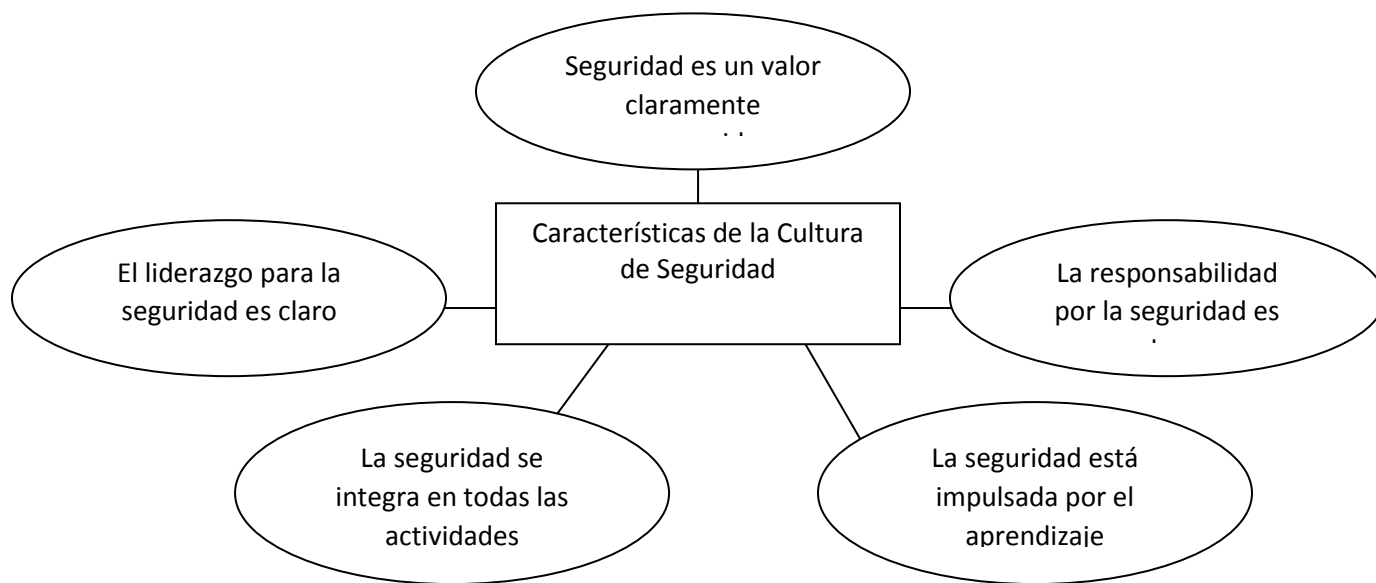 Seguridad es un valor
claramente
Características de la Cultura
de Seguridad
El liderazgo para la
seguridad es claro
La responsabilidad
por la seguridad es
La seguridad se
integra en todas las
actividades
La seguridad está
impulsada por el
aprendizaje